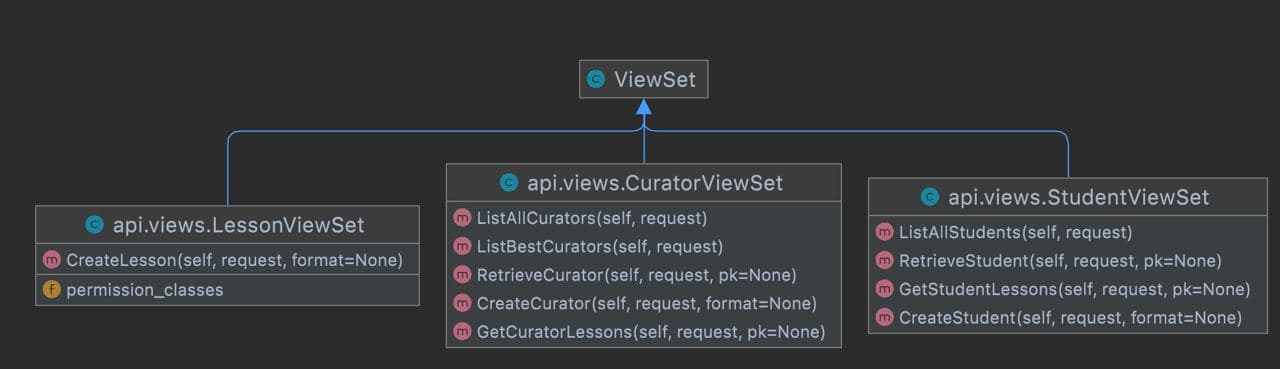 C ViewSet
C api.views.LessonViewSet
m CreateLesson(self, request, format=None)
f permission_classes
C api.views.CuratorViewSet
m ListAllCurators(self, request)
m ListBestCurators(self, request)
m RetrieveCurator(self, request, pk=None)
m CreateCurator(self, request, format=None)
m GetCuratorLessons(self, request, pk=None)
C api.views.StudentViewSet
m ListAllStudents(self, request)
m RetrieveStudent(self, request, pk=None)
m GetStudentLessons(self, request, pk=None)
m CreateStudent(self, request, format=None)